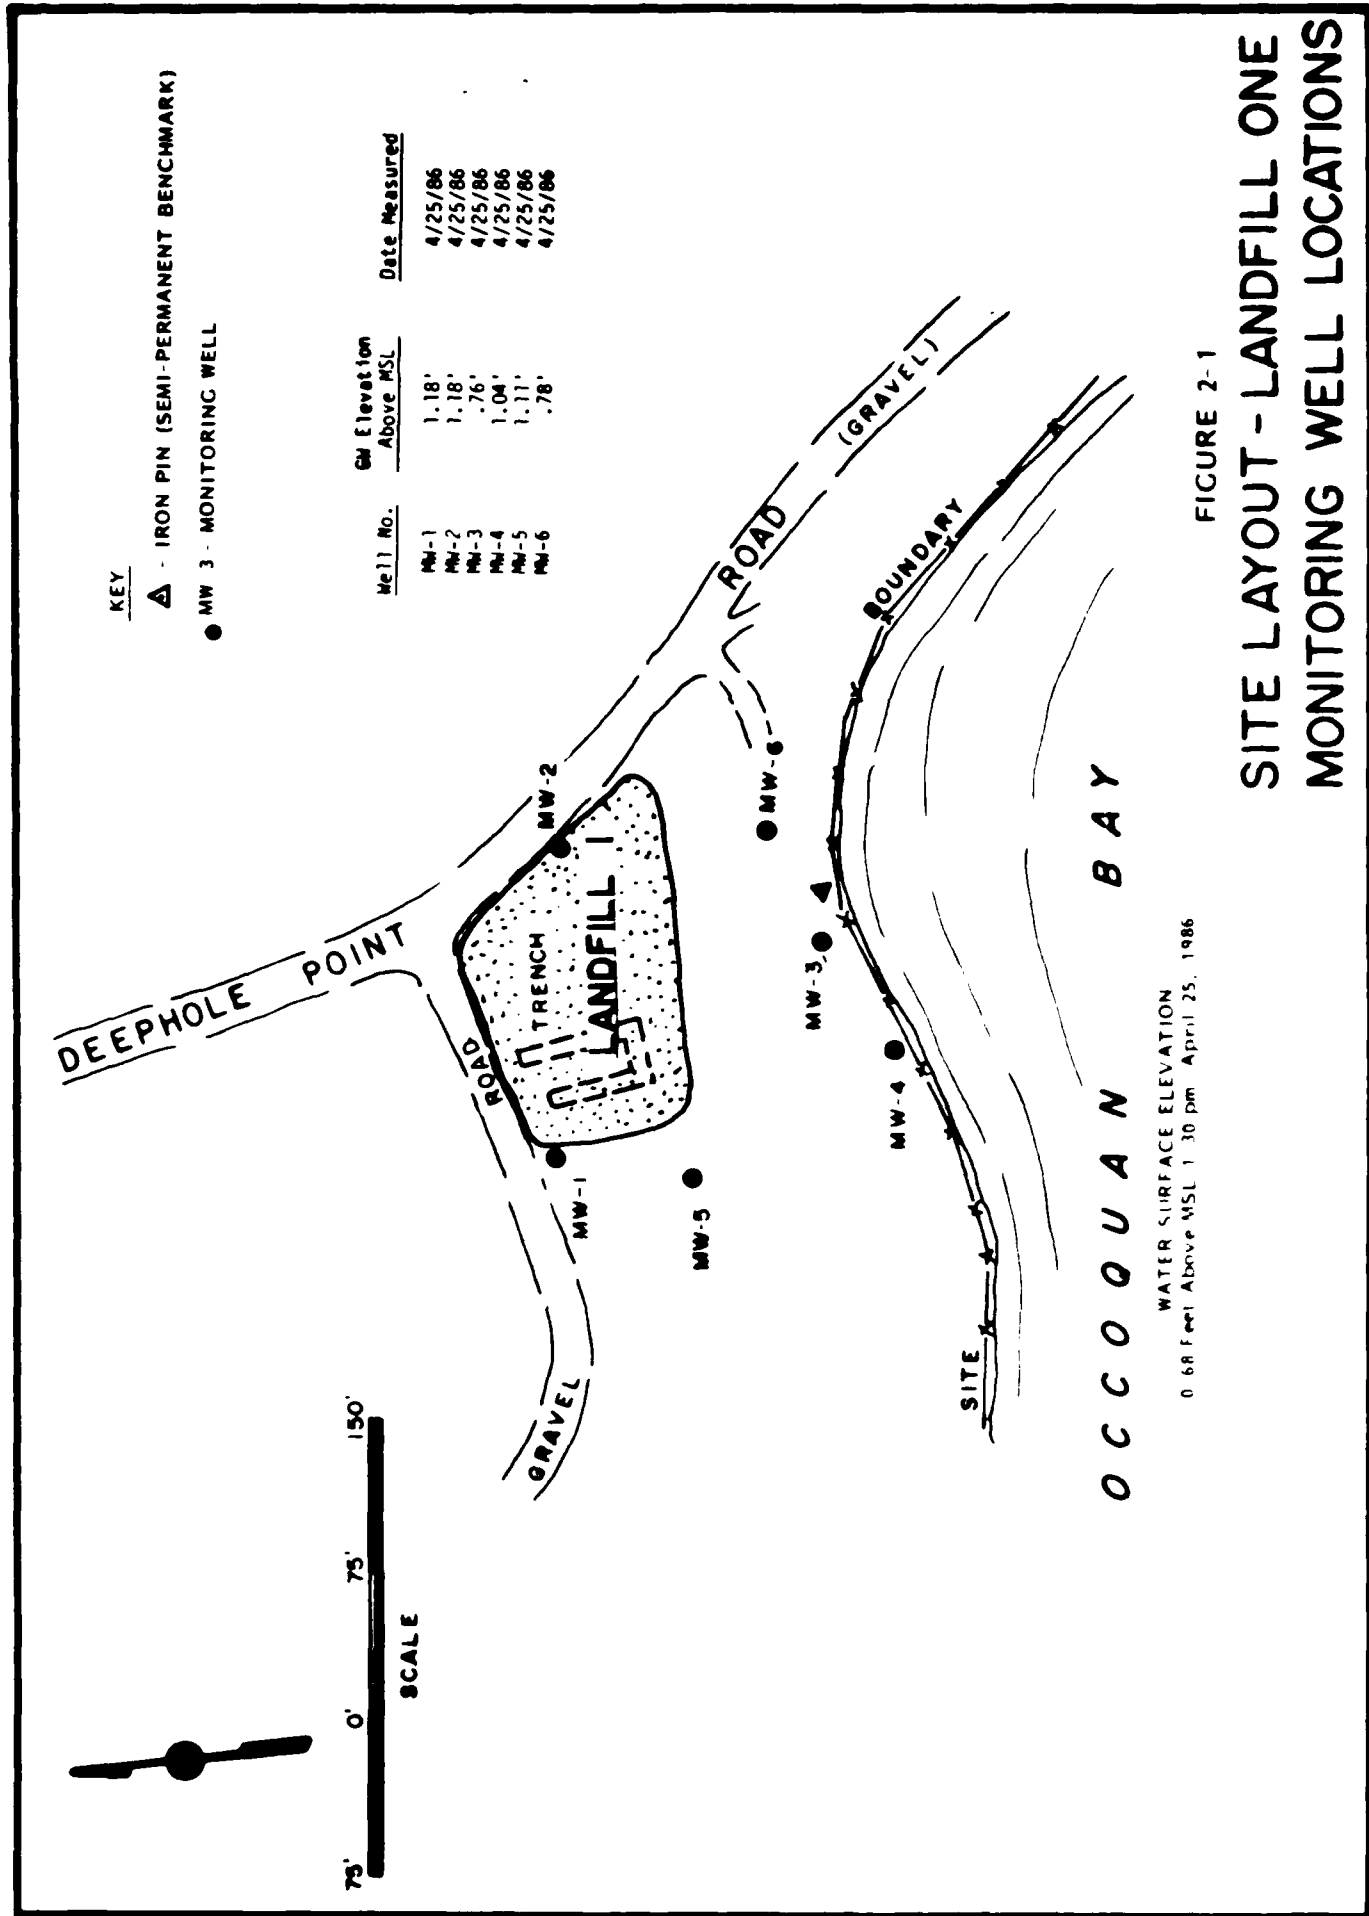 KEY
- IRON PIN (SEMI-PERMANENT BENCHMARK)
MW 3 - MONITORING WELL
Well No. GW Elevation Above MSL Date Measured
MW-1 1.18' 4/25/86
MW-2 1.18' 4/25/86
MW-3 .76' 4/25/86
MW-4 1.04' 4/25/86
MW-5 1.11' 4/25/86
MW-6 .78' 4/25/86
75' 0' 75' 150'
SCALE
DEEPHOLE POINT ROAD (GRAVEL)
GRAVEL ROAD
TRENCH
LANDFILL 1
MW-1
MW-2
MW-5
MW-6
MW-3
MW-4
SITE BOUNDARY
OCCOQUAN BAY
WATER SURFACE ELEVATION
0.68 Feet Above MSL 1 30 pm April 25, 1986
FIGURE 2-1
SITE LAYOUT - LANDFILL ONE
MONITORING WELL LOCATIONS